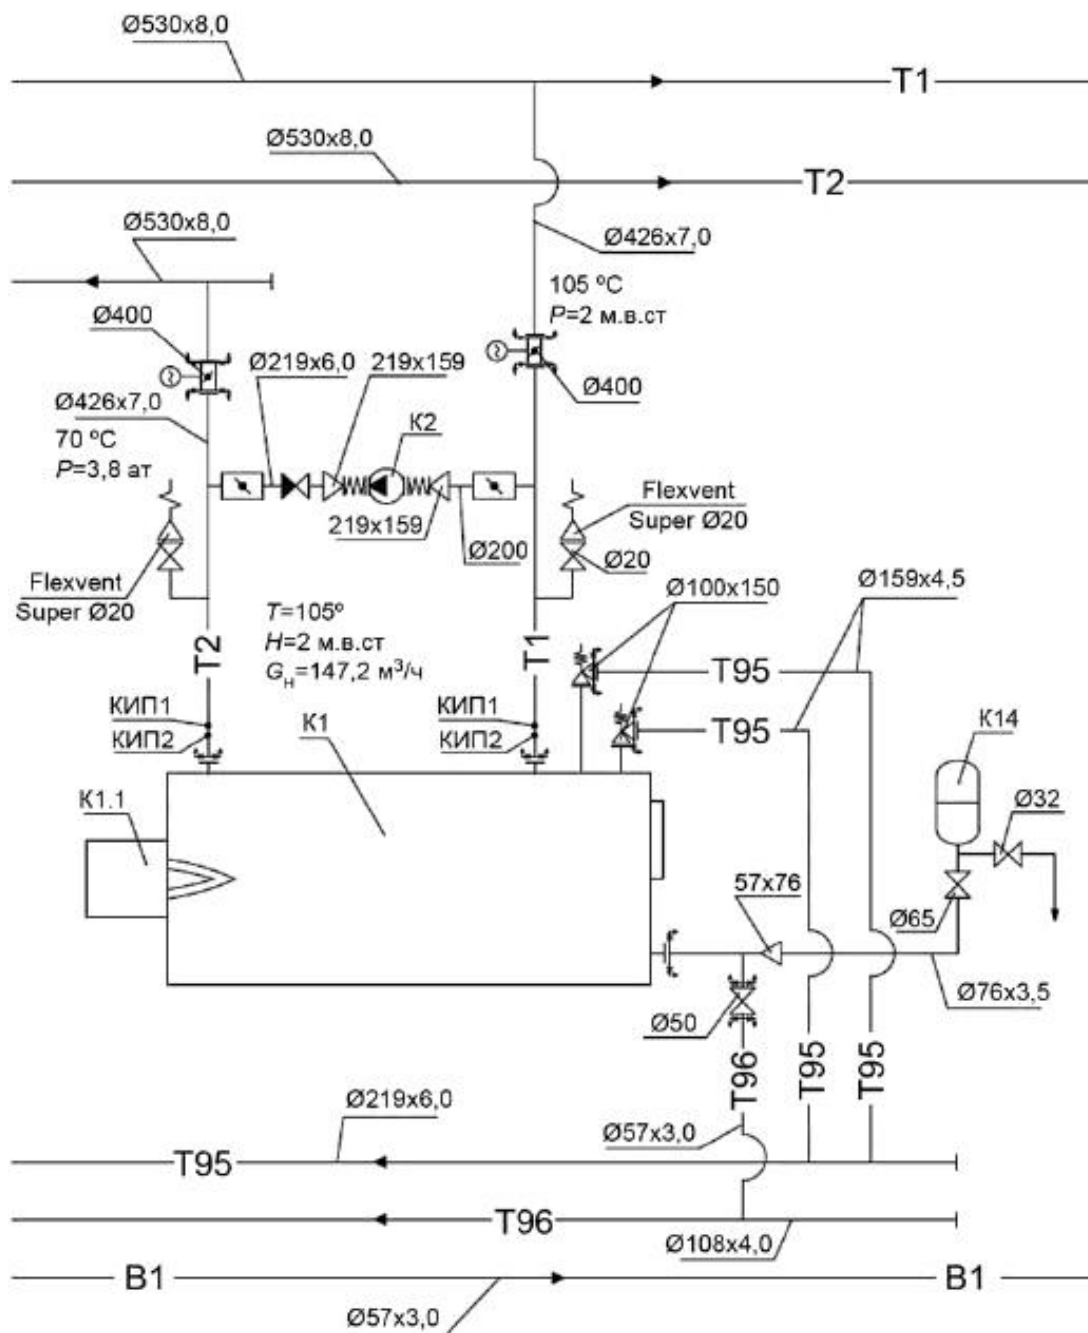 Ø530x8,0
T1
Ø530x8,0
T2
Ø530x8,0
Ø426x7,0
105 ºC
P=2 м.в.ст
Ø400
Ø219x6,0
219x159
Ø400
Ø426x7,0
К2
70 ºC
P=3,8 ат
Flexvent
Super Ø20
219x159
Ø200
Ø20
Flexvent
Super Ø20
Ø100x150
Ø159x4,5
T=105º
H=2 м.в.ст
Gн=147,2 м³/ч
T2
T1
T95
КИП1
КИП2
КИП1
КИП2
К1
T95
К14
К1.1
Ø32
57x76
Ø65
Ø76x3,5
Ø50
T96
T95
T95
Ø219x6,0
Ø57x3,0
T95
T96
Ø108x4,0
B1
B1
Ø57x3,0